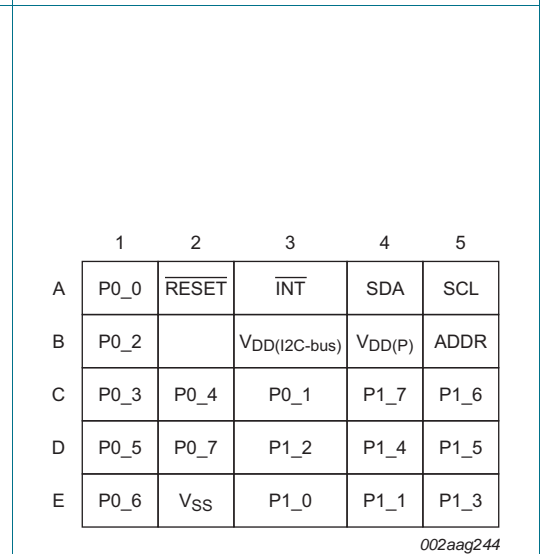 1 2 3 4 5
A P0_0 RESET INT SDA SCL
B P0_2 VDD(I2C-bus) VDD(P) ADDR
C P0_3 P0_4 P0_1 P1_7 P1_6
D P0_5 P0_7 P1_2 P1_4 P1_5
E P0_6 VSS P1_0 P1_1 P1_3
002aag244